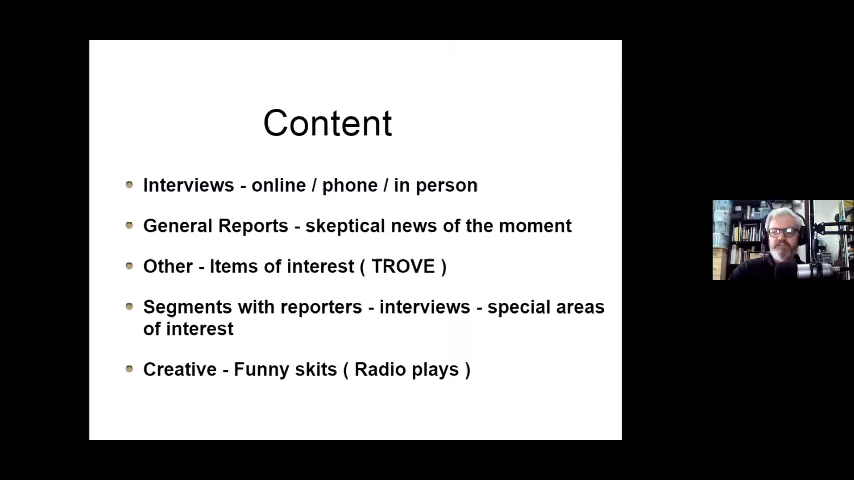 Content
Interviews - online / phone / in person
General Reports - skeptical news of the moment
Other - Items of interest ( TROVE )
Segments with reporters - interviews - special areas
of interest
Creative - Funny skits ( Radio plays )